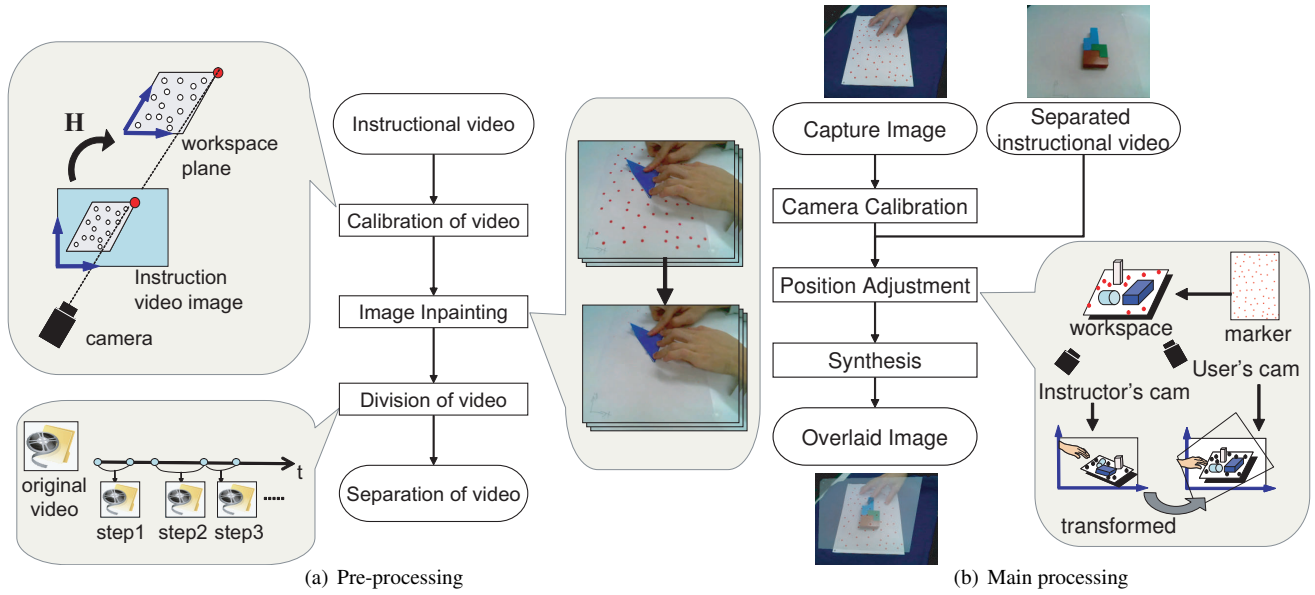 H
workspace
plane
Instruction
video image
camera
Instructional video
Calibration of video
Image Inpainting
Division of video
Separation of video
original
video
t
step1
step2
step3
.....
(a) Pre-processing
Capture Image
Separated
instructional video
Camera Calibration
Position Adjustment
Synthesis
Overlaid Image
workspace
marker
Instructor's cam
User's cam
transformed
(b) Main processing